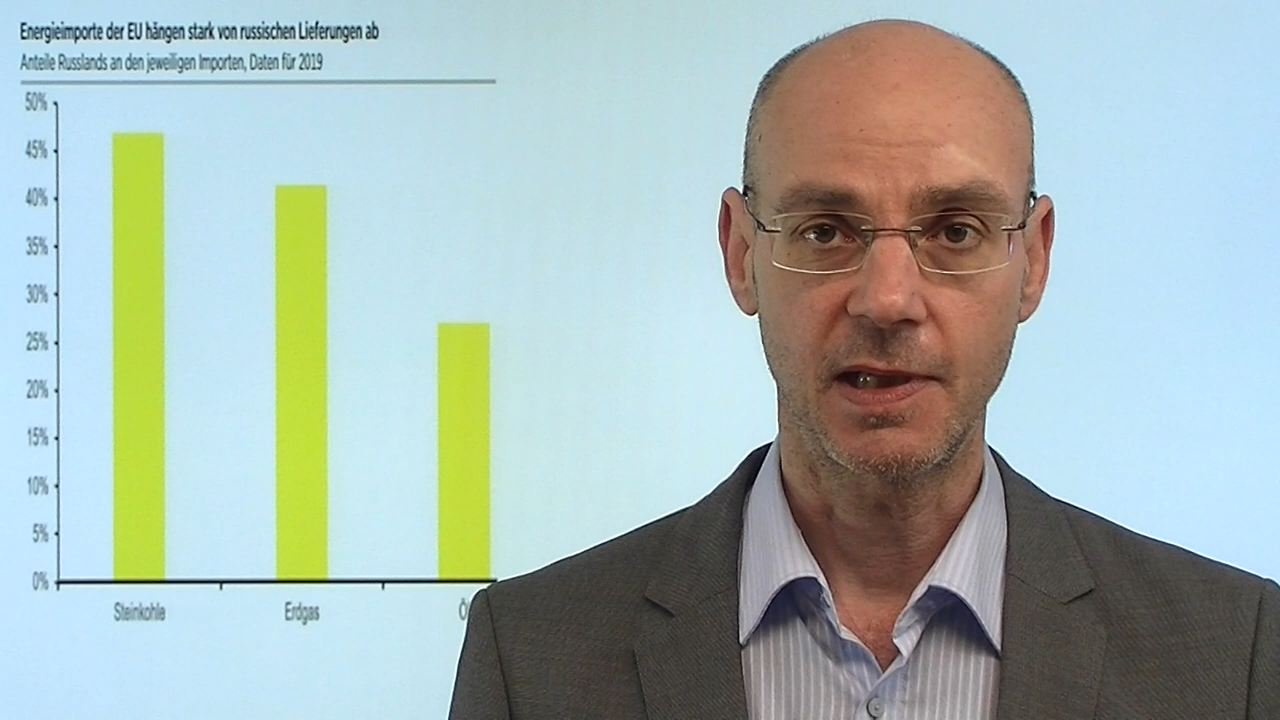 Energieimporte der EU hängen stark von russischen Lieferungen ab
Anteile Russlands an den jeweiligen Importen, Daten für 2019
50%
45%
40%
35%
30%
25%
20%
15%
10%
5%
0%
Steinkohle
Erdgas